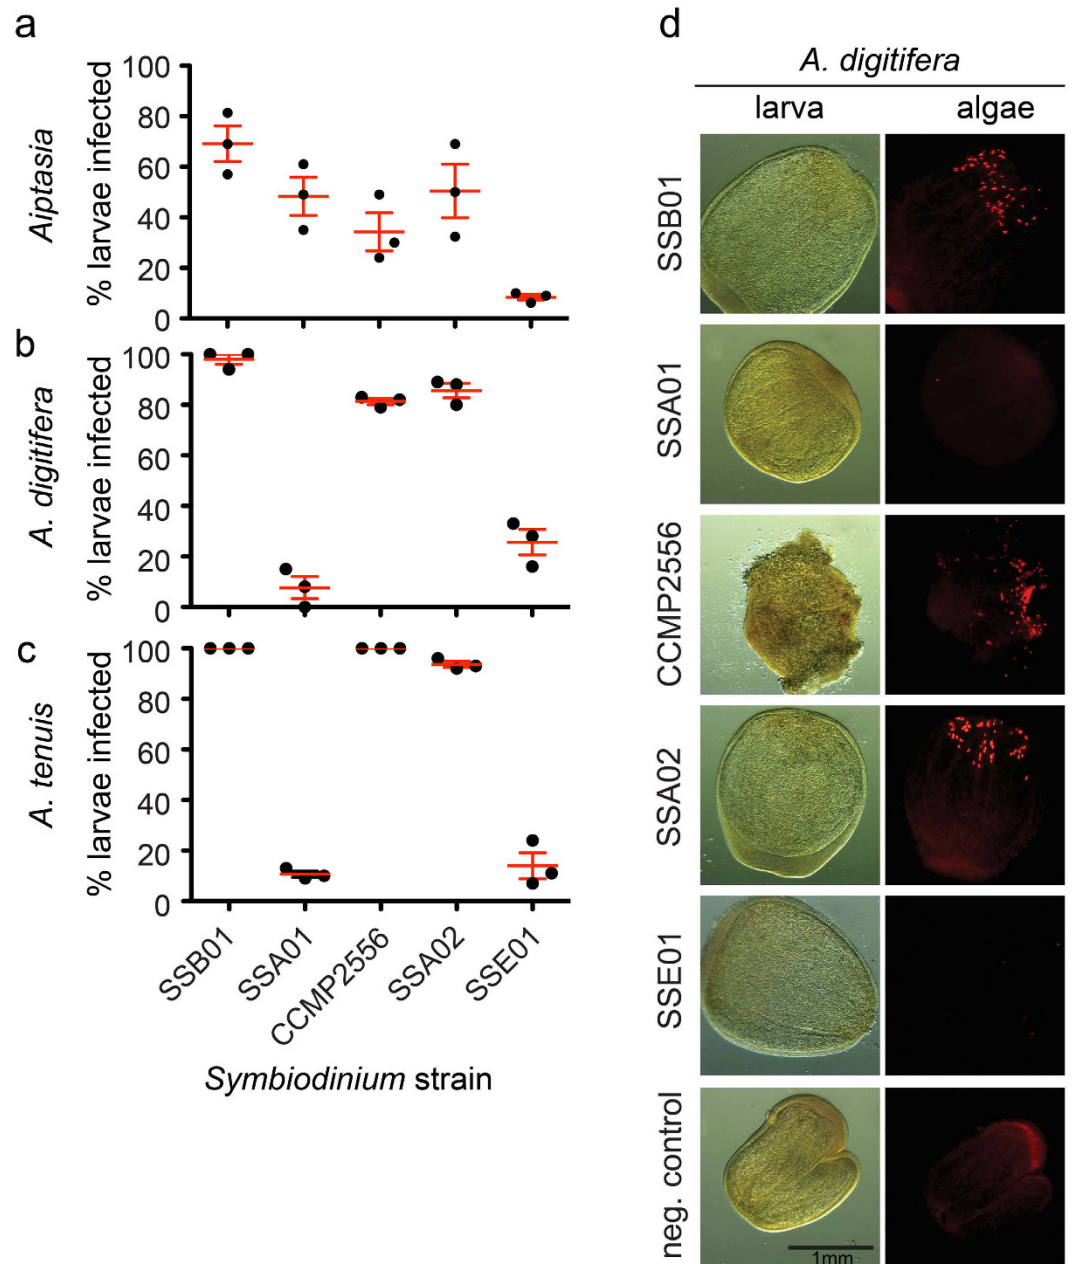 a
Aiptasia
% larvae infected
100
80
60
40
20
0
b
A. digitifera
% larvae infected
100
80
60
40
20
0
c
A. tenuis
% larvae infected
100
80
60
40
20
0
SSB01
SSA01
CCMP2556
SSA02
SSE01
Symbiodinium strain
d
A. digitifera
larva algae
SSB01
SSA01
CCMP2556
SSA02
SSE01
neg. control
1mm